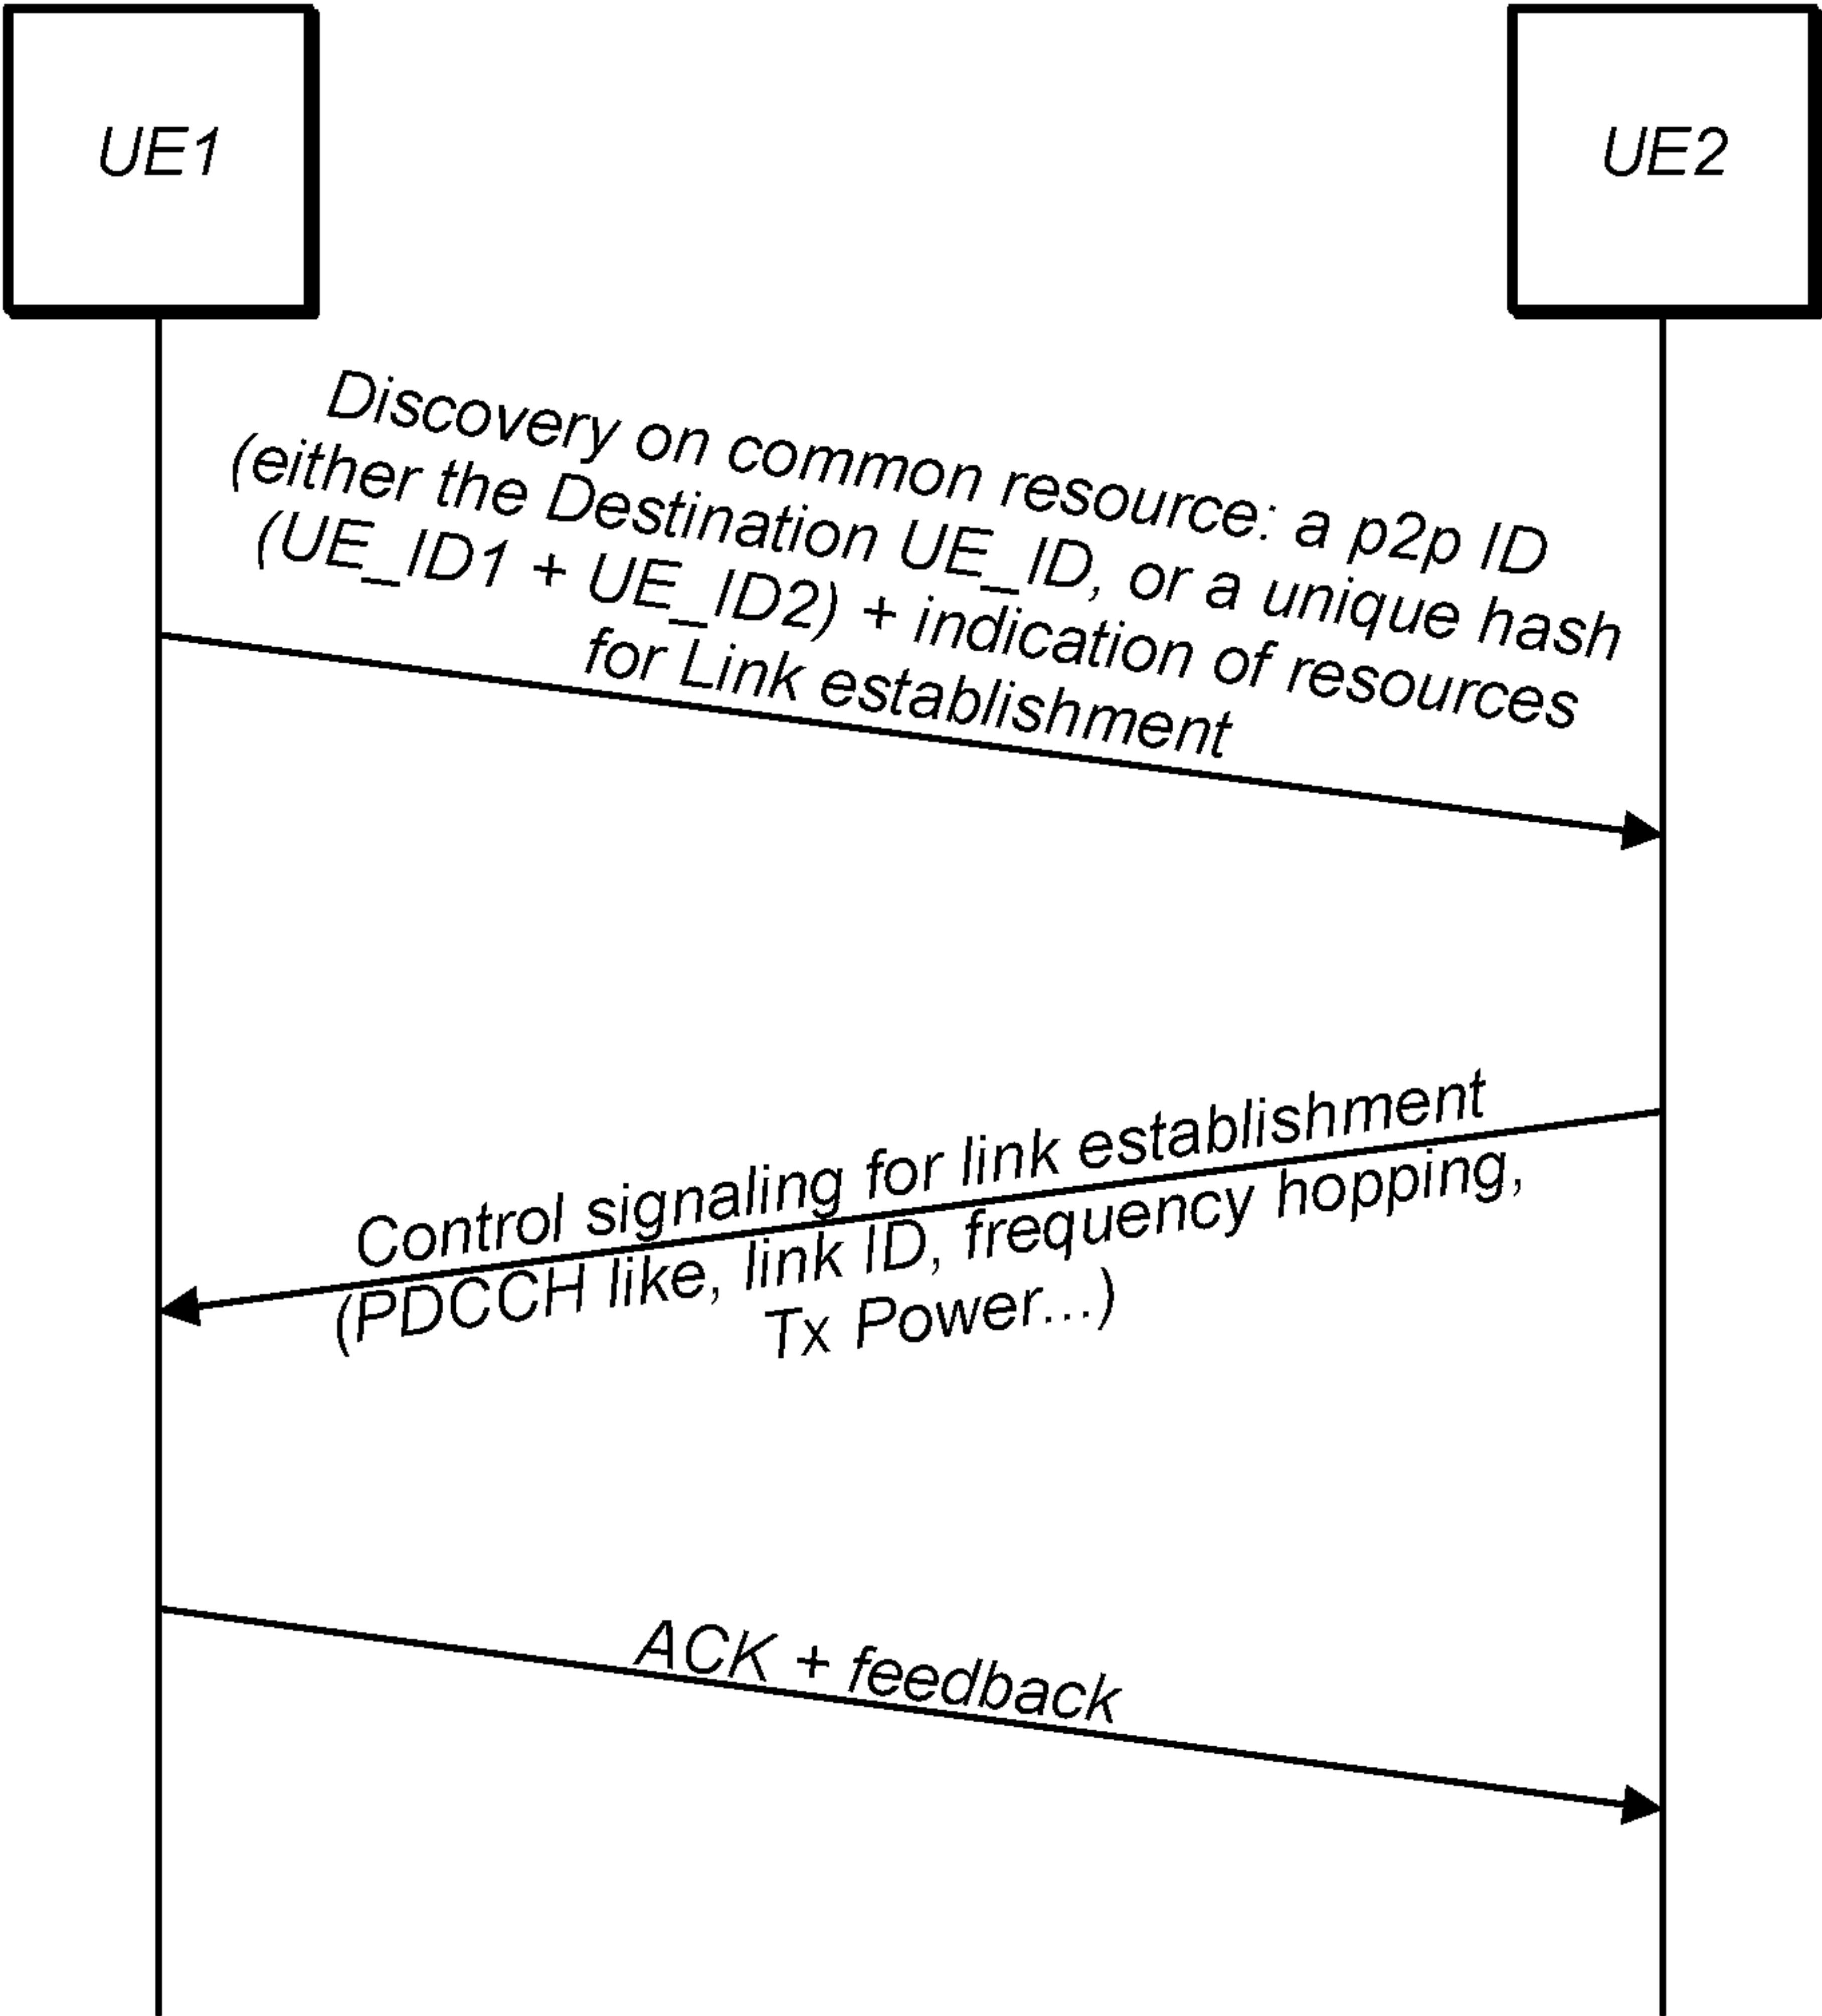 UE1
UE2
Discovery on common resource: a p2p ID
(either the Destination UE_ID, or a unique hash
(UE_ID1 + UE_ID2) + indication of resources
for Link establishment
Control signaling for link establishment
(PDCCH like, link ID, frequency hopping,
Tx Power...)
ACK + feedback